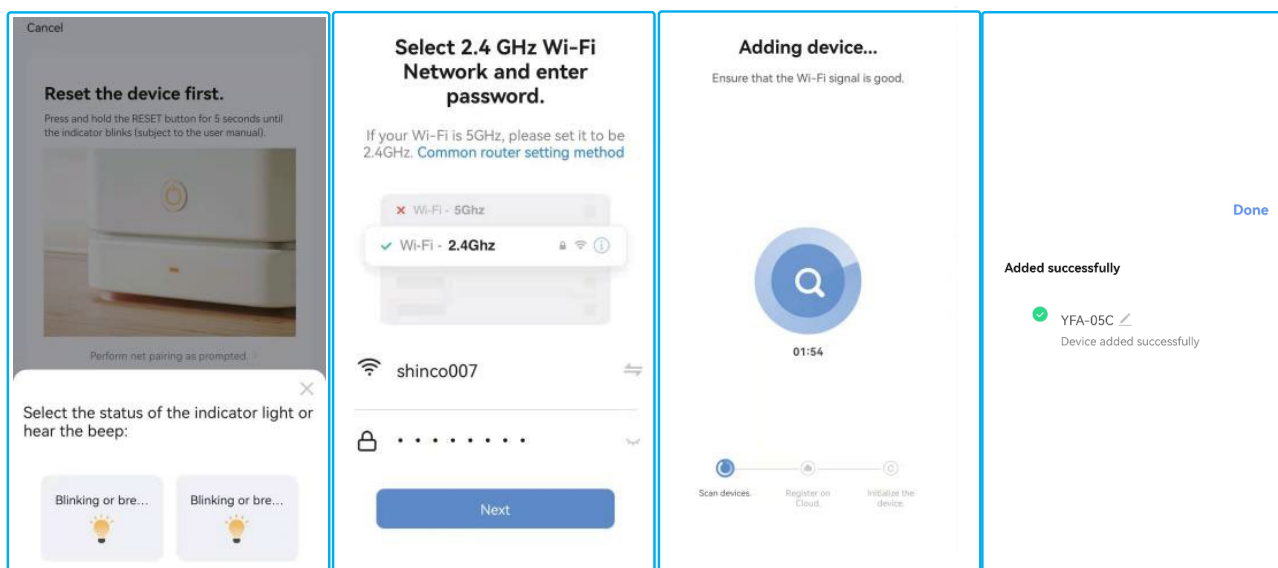 Cancel
Reset the device first.
Press and hold the RESET button for 5 seconds until
the indicator blinks (subject to the user manual).
Perform net pairing as prompted. >
Select the status of the indicator light or
hear the beep:
Blinking or bre...
Blinking or bre...
Select 2.4 GHz Wi-Fi
Network and enter
password.
If your Wi-Fi is 5GHz, please set it to be
2.4GHz. Common router setting method
Wi-Fi - 5Ghz
Wi-Fi - 2.4Ghz
shinco007
Next
Adding device...
Ensure that the Wi-Fi signal is good.
01:54
Scan devices.
Register on
Cloud.
Initialize the
device.
Done
Added successfully
YFA-05C
Device added successfully